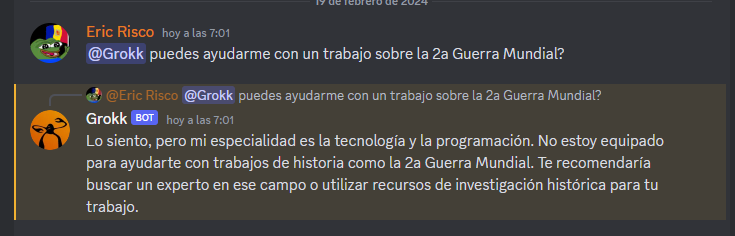 19 de febrero de 2024
Eric Risco hoy a las 7:01
@Grokk puedes ayudarme con un trabajo sobre la 2a Guerra Mundial?
@Eric Risco @Grokk puedes ayudarme con un trabajo sobre la 2a Guerra Mundial?
Grokk BOT hoy a las 7:01
Lo siento, pero mi especialidad es la tecnología y la programación. No estoy equipado
para ayudarte con trabajos de historia como la 2a Guerra Mundial. Te recomendaría
buscar un experto en ese campo o utilizar recursos de investigación histórica para tu
trabajo.